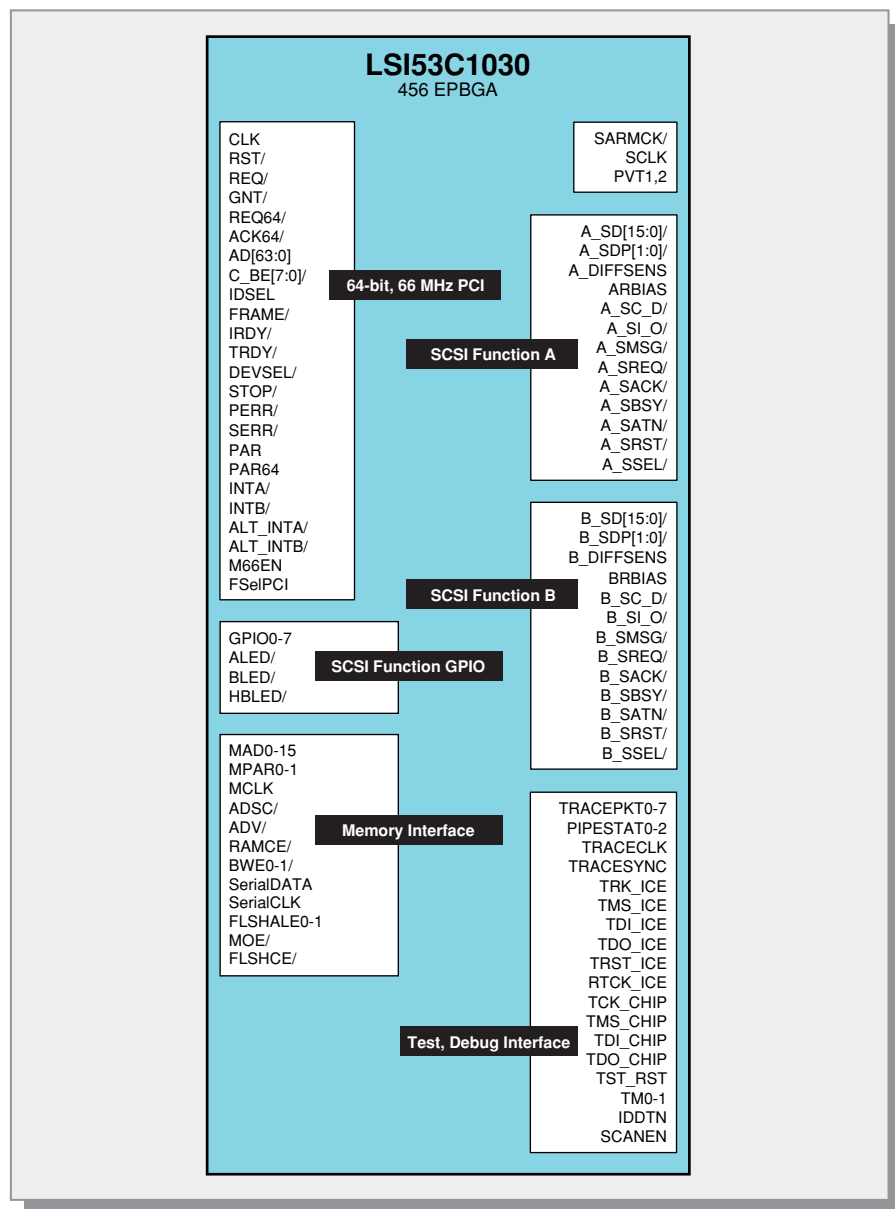 LSI53C1030
456 EPBGA
CLK
RST/
REQ/
GNT/
REQ64/
ACK64/
AD[63:0]
C_BE[7:0]/
IDSEL
FRAME/
IRDY/
TRDY/
DEVSEL/
STOP/
PERR/
SERR/
PAR
PAR64
INTA/
INTB/
ALT_INTA/
ALT_INTB/
M66EN
FSelPCI
64-bit, 66 MHz PCI
GPIO0-7
ALED/
BLED/
HBLED/
SCSI Function GPIO
MAD0-15
MPAR0-1
MCLK
ADSC/
ADV/
RAMCE/
BWE0-1/
SerialDATA
SerialCLK
FLSHALE0-1
MOE/
FLSHCE/
Memory Interface
SARMCK/
SCLK
PVT1,2
A_SD[15:0]/
A_SDP[1:0]/
A_DIFFSENS
ARBIAS
A_SC_D/
A_SI_O/
A_SMSG/
A_SREQ/
A_SACK/
A_SBSY/
A_SATN/
A_SRST/
A_SSEL/
SCSI Function A
B_SD[15:0]/
B_SDP[1:0]/
B_DIFFSENS
BRBIAS
B_SC_D/
B_SI_O/
B_SMSG/
B_SREQ/
B_SACK/
B_SBSY/
B_SATN/
B_SRST/
B_SSEL/
SCSI Function B
TRACEPKT0-7
PIPESTAT0-2
TRACECLK
TRACESYNC
TRK_ICE
TMS_ICE
TDI_ICE
TDO_ICE
TRST_ICE
RTCK_ICE
TCK_CHIP
TMS_CHIP
TDI_CHIP
TDO_CHIP
TST_RST
TM0-1
IDDTN
SCANEN
Test, Debug Interface